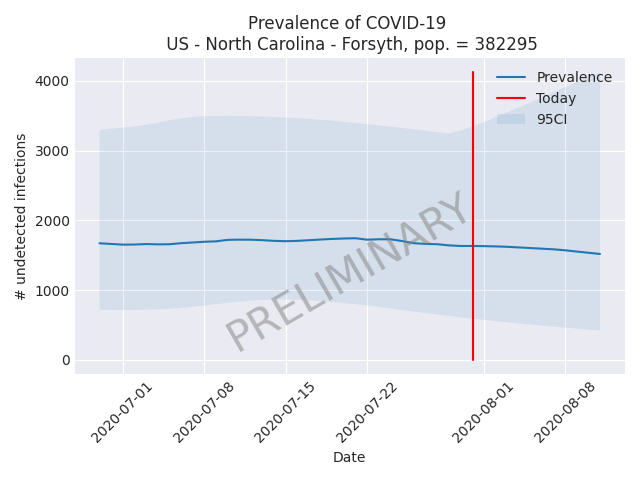 Prevalence of COVID-19
US - North Carolina - Forsyth, pop. = 382295
Prevalence
Today
95CI
4000
3000
2000
1000
0
# undetected infections
PRELIMINARY
2020-07-01
2020-07-08
2020-07-15
2020-07-22
2020-08-01
2020-08-08
Date